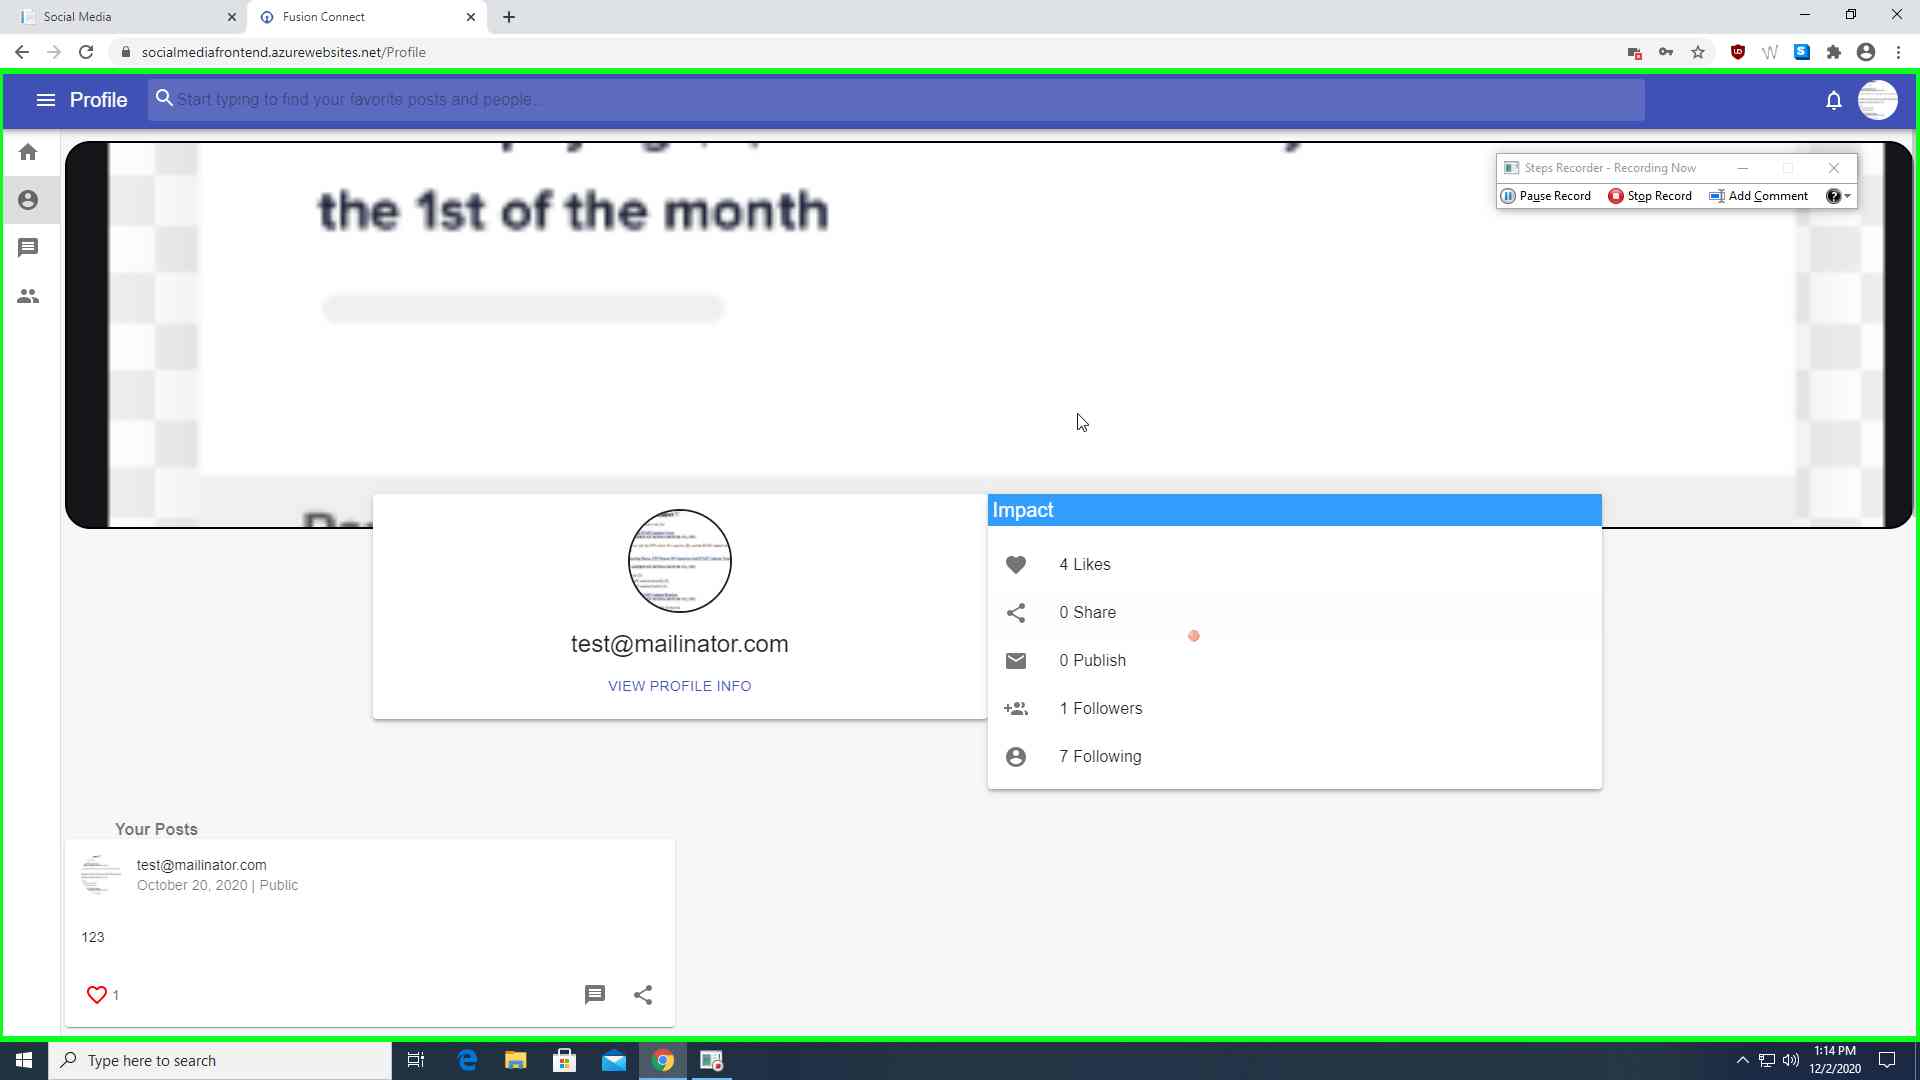 Social Media
Fusion Connect
socialmediafrontend.azurewebsites.net/Profile
Profile
Start typing to find your favorite posts and people...
the 1st of the month
Steps Recorder - Recording Now
Pause Record
Stop Record
Add Comment
Impact
4 Likes
0 Share
0 Publish
1 Followers
7 Following
test@mailinator.com
VIEW PROFILE INFO
Your Posts
test@mailinator.com
October 20, 2020 | Public
123
1
Type here to search
1:14 PM
12/2/2020